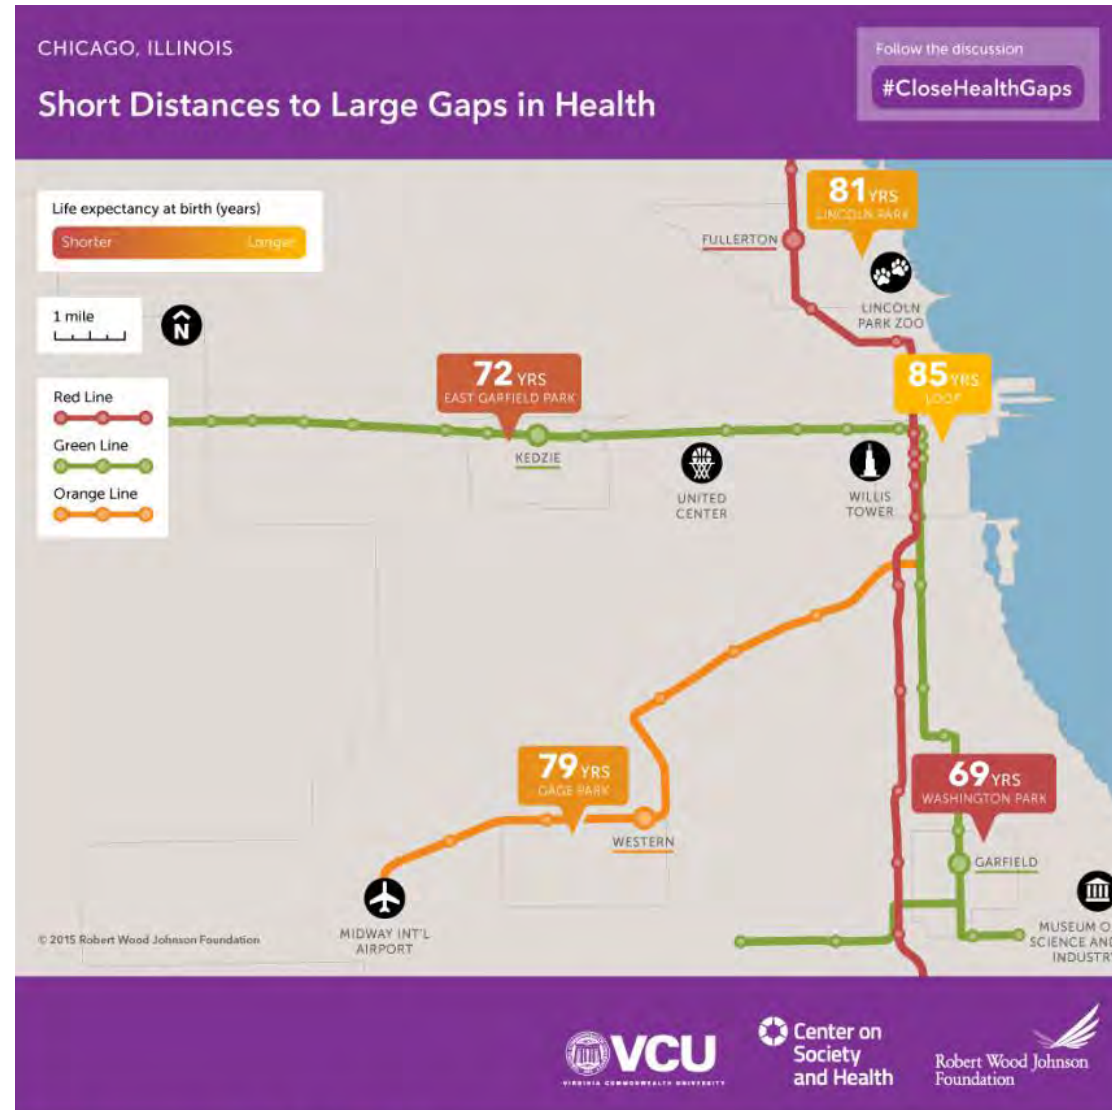 CHICAGO, ILLINOIS
Short Distances to Large Gaps in Health
Follow the discussion
#CloseHealthGaps
Life expectancy at birth (years)
Shorter
Longer
1 mile
N
Red Line
Green Line
Orange Line
81 YRS
LINCOLN PARK
FULLERTON
LINCOLN
PARK ZOO
72 YRS
EAST GARFIELD PARK
85 YRS
LOOP
KEDZIE
UNITED
CENTER
WILLIS
TOWER
79 YRS
GAGE PARK
69 YRS
WASHINGTON PARK
WESTERN
GARFIELD
MIDWAY INT'L
AIRPORT
MUSEUM O
SCIENCE AND
INDUSTR
© 2015 Robert Wood Johnson Foundation
VCU
VIRGINIA COMMONWEALTH UNIVERSITY
Center on
Society
and Health
Robert Wood Johnson
Foundation